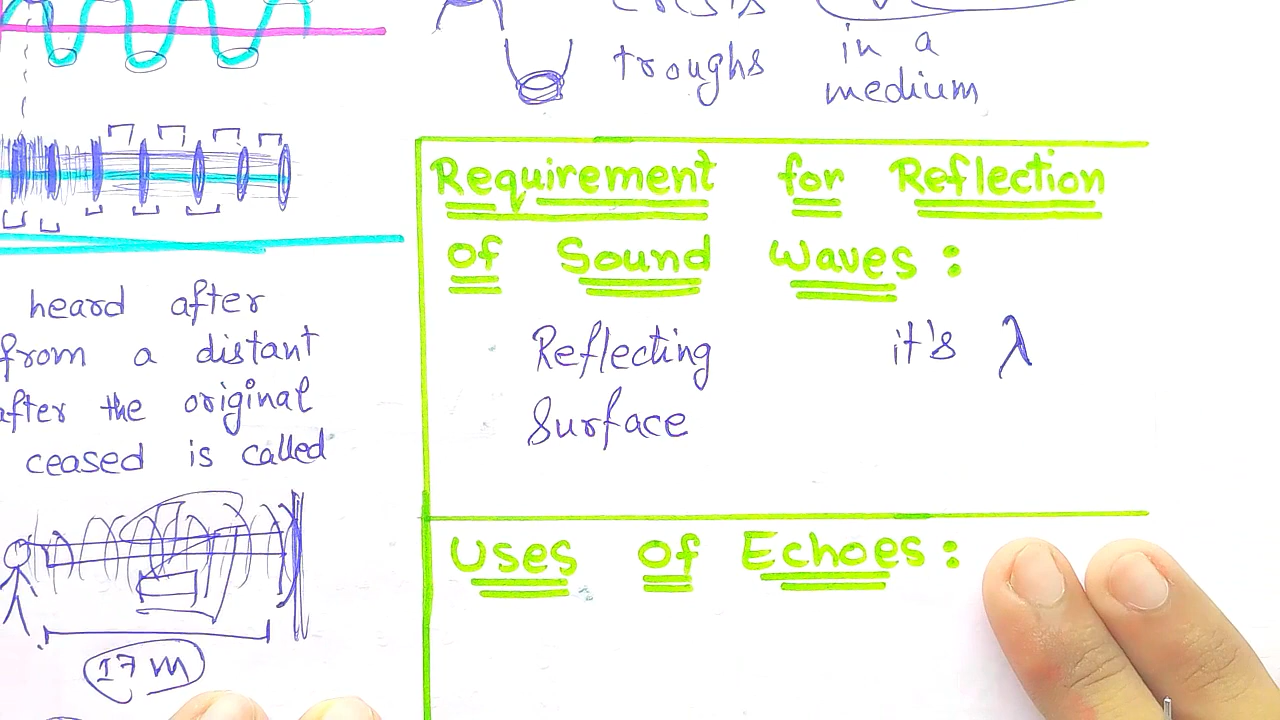 troughs
in a
medium
Requirement for Reflection
of Sound Waves:
Reflecting it's λ
Surface
heard after
from a distant
after the original
ceased is called
17 m
Uses of Echoes: